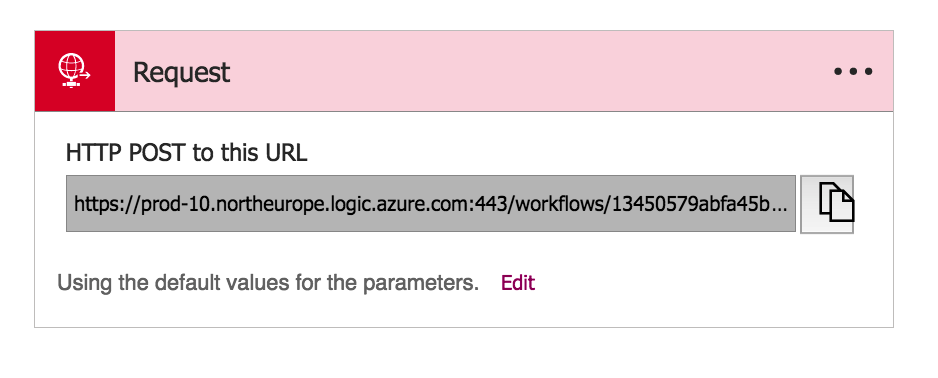 Request
HTTP POST to this URL
https://prod-10.northeurope.logic.azure.com:443/workflows/13450579abfa45b...
Using the default values for the parameters. Edit